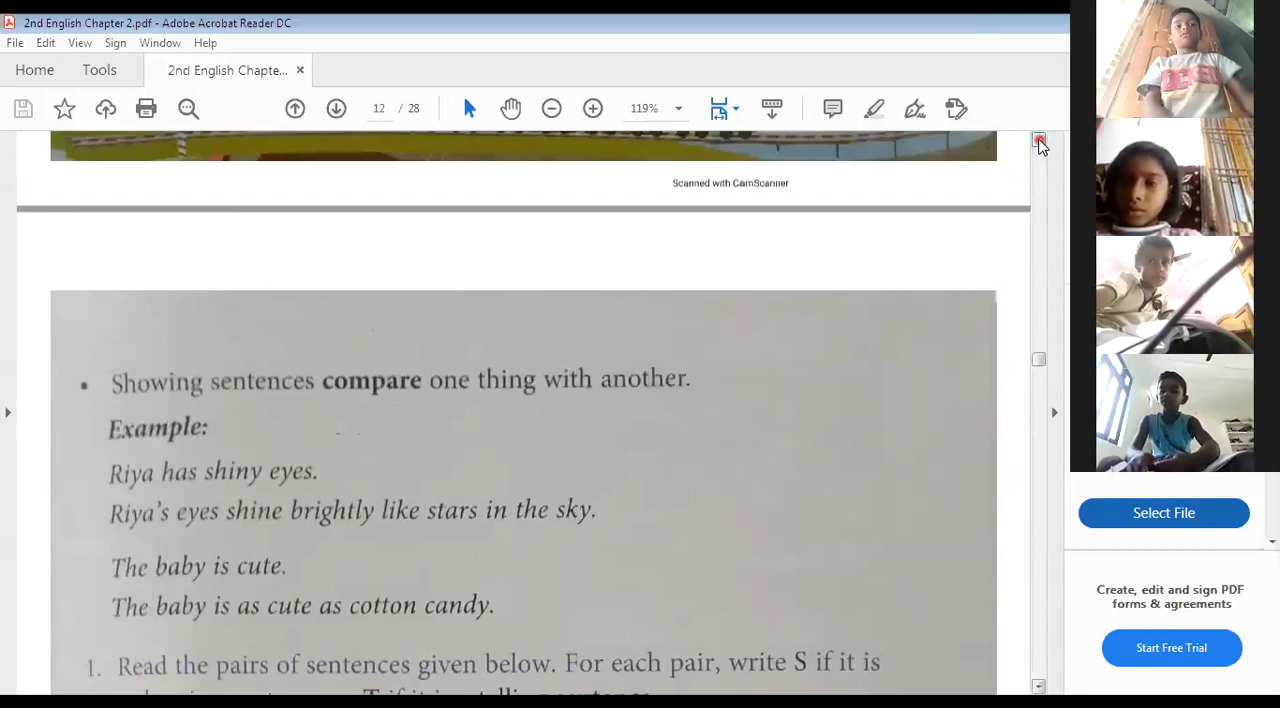 2nd English Chapter 2.pdf - Adobe Acrobat Reader DC
File Edit View Sign Window Help
Home Tools 2nd English Chapte... ×
12 / 28 119%
Scanned with CamScanner
• Showing sentences compare one thing with another.
Example:
Riya has shiny eyes.
Riya's eyes shine brightly like stars in the sky.
The baby is cute.
The baby is as cute as cotton candy.
1. Read the pairs of sentences given below. For each pair, write S if it is
T if it is
Select File
Create, edit and sign PDF
forms & agreements
Start Free Trial